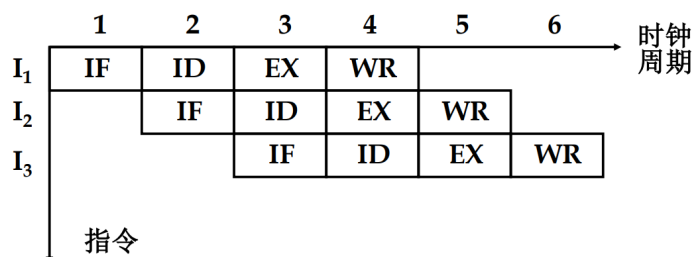 1 2 3 4 5 6 时钟
周期
I₁ IF ID EX WR
I₂ IF ID EX WR
I₃ IF ID EX WR
指令